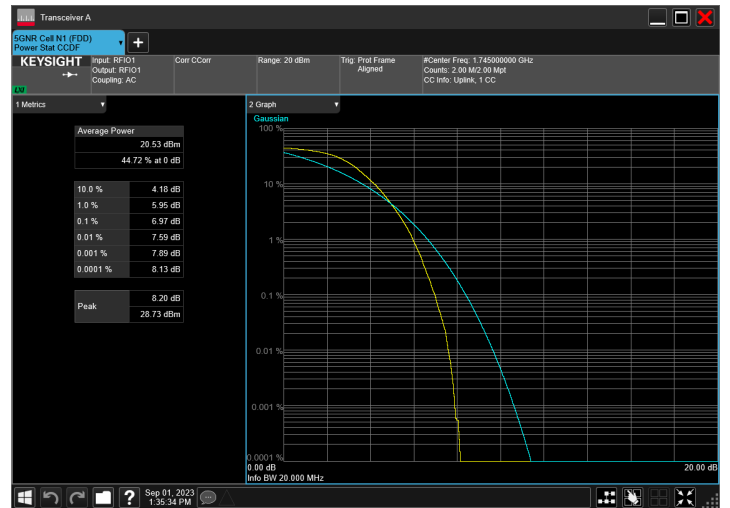 Transceiver A
5GNR Cell N1 (FDD)
Power Stat CCDF
KEYSIGHT
LXI
Input: RFIO1
Output: RFIO1
Coupling: AC
Corr CCorr
Range: 20 dBm
Trig: Prot Frame
Aligned
#Center Freq: 1.745000000 GHz
Counts: 2.00 M/2.00 Mpt
CC Info: Uplink, 1 CC
1 Metrics
Average Power
20.53 dBm
44.72 % at 0 dB
10.0 % 4.18 dB
1.0 % 5.95 dB
0.1 % 6.97 dB
0.01 % 7.59 dB
0.001 % 7.89 dB
0.0001 % 8.13 dB
Peak
8.20 dB
28.73 dBm
2 Graph
Gaussian
100 %
10 %
1 %
0.1 %
0.01 %
0.001 %
0.0001 %
0.00 dB
20.00 dB
Info BW 20.000 MHz
?
Sep 01, 2023
1:35:34 PM